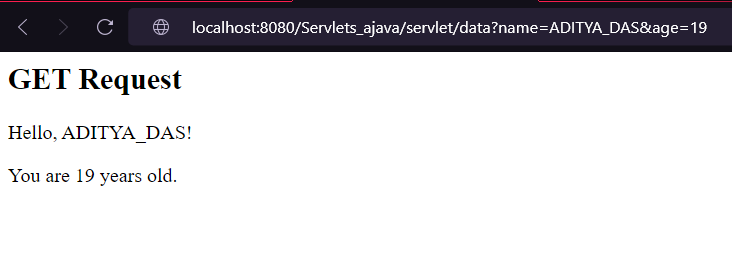 localhost:8080/Servlets_ajava/servlet/data?name=ADITYA_DAS&age=19
GET Request
Hello, ADITYA_DAS!
You are 19 years old.